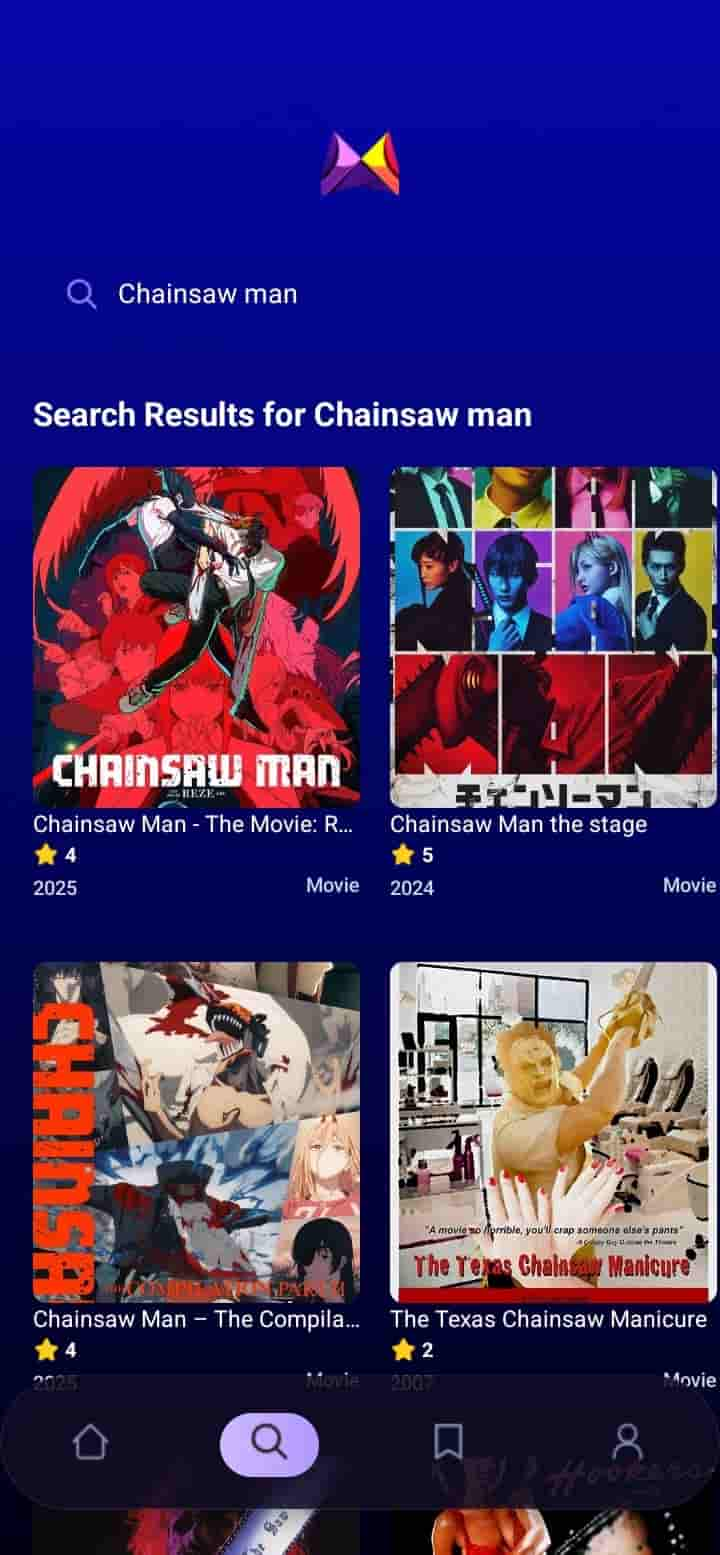 Chainsaw man
Search Results for Chainsaw man
CHAINSAW MAN
REZE
チェンソーマン
Chainsaw Man - The Movie: R...
4
2025
Movie
Chainsaw Man the stage
5
2024
Movie
CHAINSA
COMPILATION PART II
"A movie so horrible, you'll crap someone else's pants"
The Texas Chainsaw Manicure
Chainsaw Man – The Compila...
4
2025
Movie
The Texas Chainsaw Manicure
2
2007
Movie
Hookers